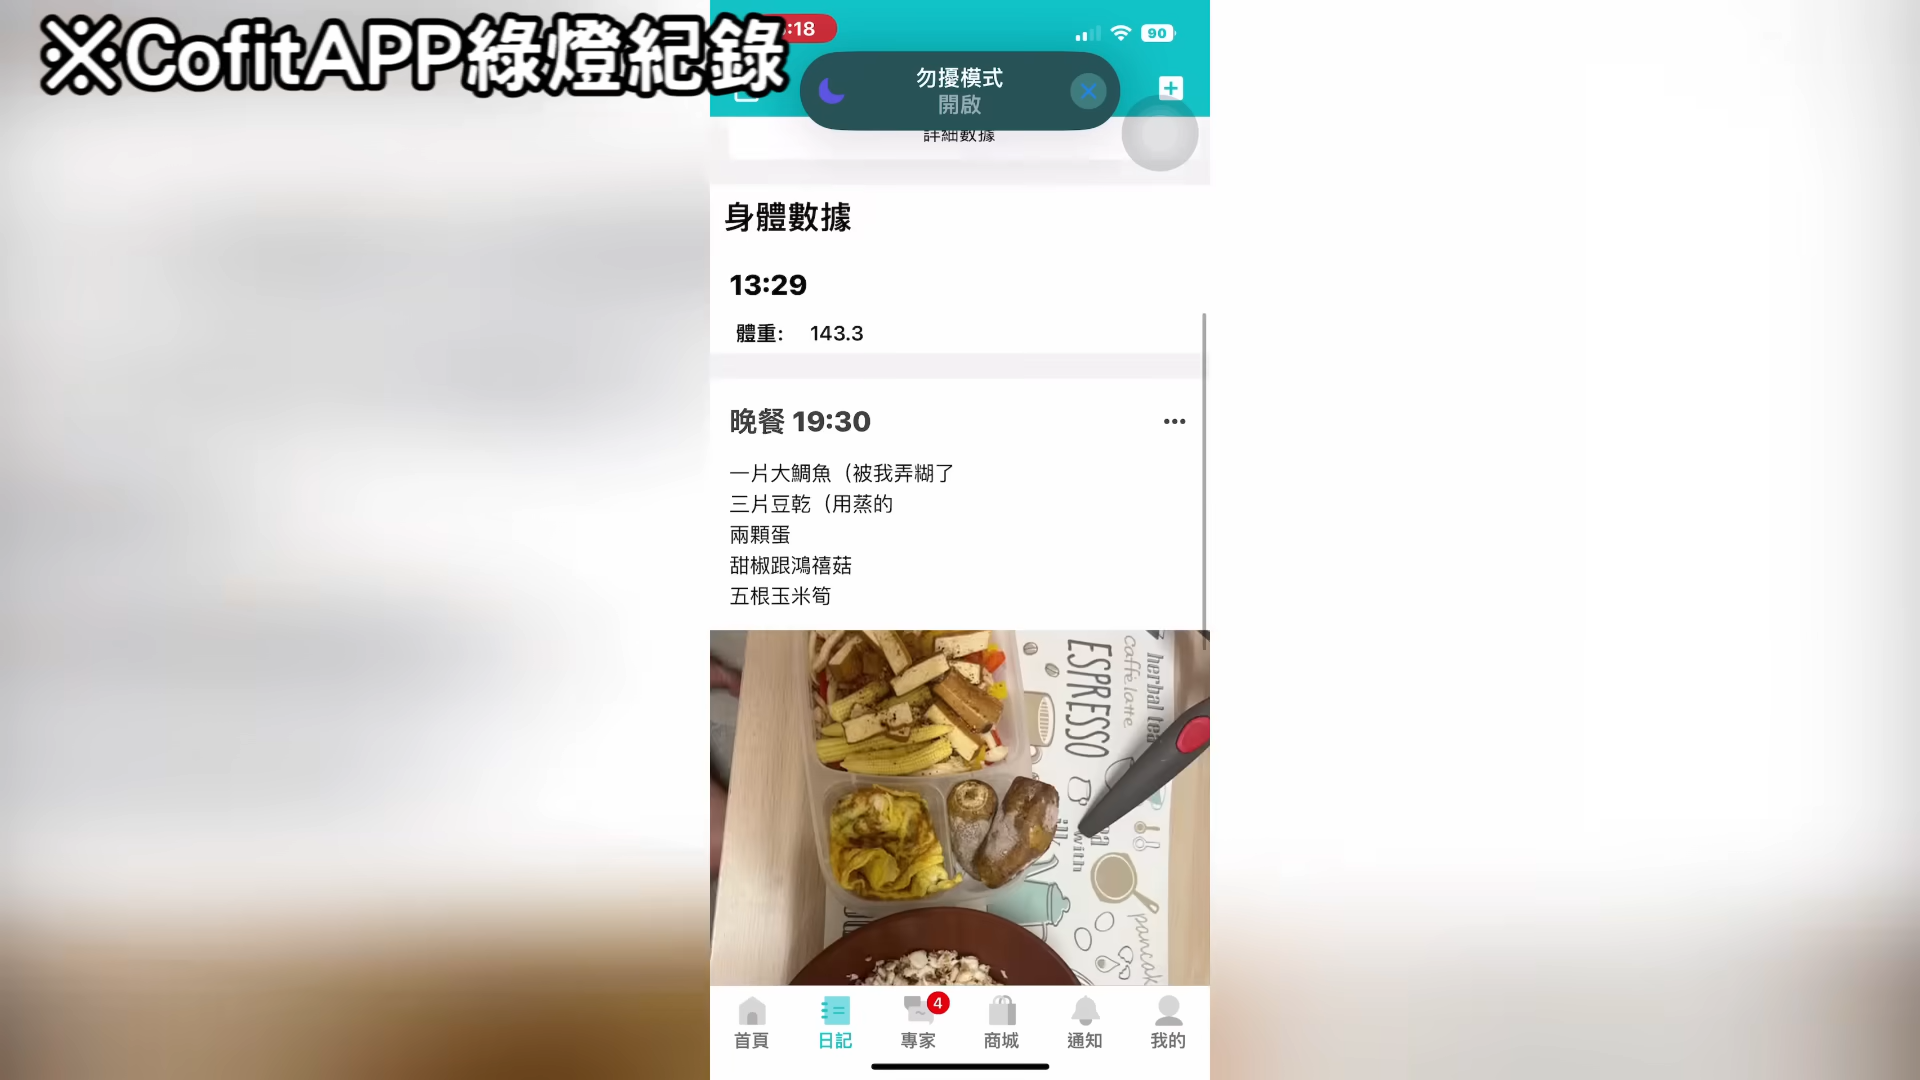 ※CofitAPP綠燈紀錄
:18
90
勿擾模式
開啟
詳細數據
身體數據
13:29
體重: 143.3
晚餐 19:30
一片大鯛魚（被我弄糊了
三片豆乾（用蒸的
兩顆蛋
甜椒跟鴻禧菇
五根玉米筍
ESPRESSO
caffè latte
herbal tea
with
pancak
4
首頁
日記
專家
商城
通知
我的